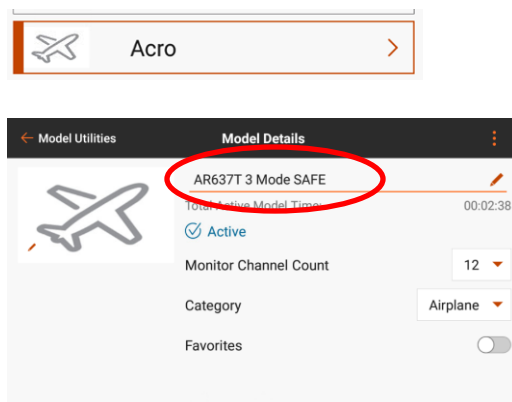 Acro
Model Utilities Model Details
AR637T 3 Mode SAFE
Total Active Model Time: 00:02:38
Active
Monitor Channel Count 12
Category Airplane
Favorites